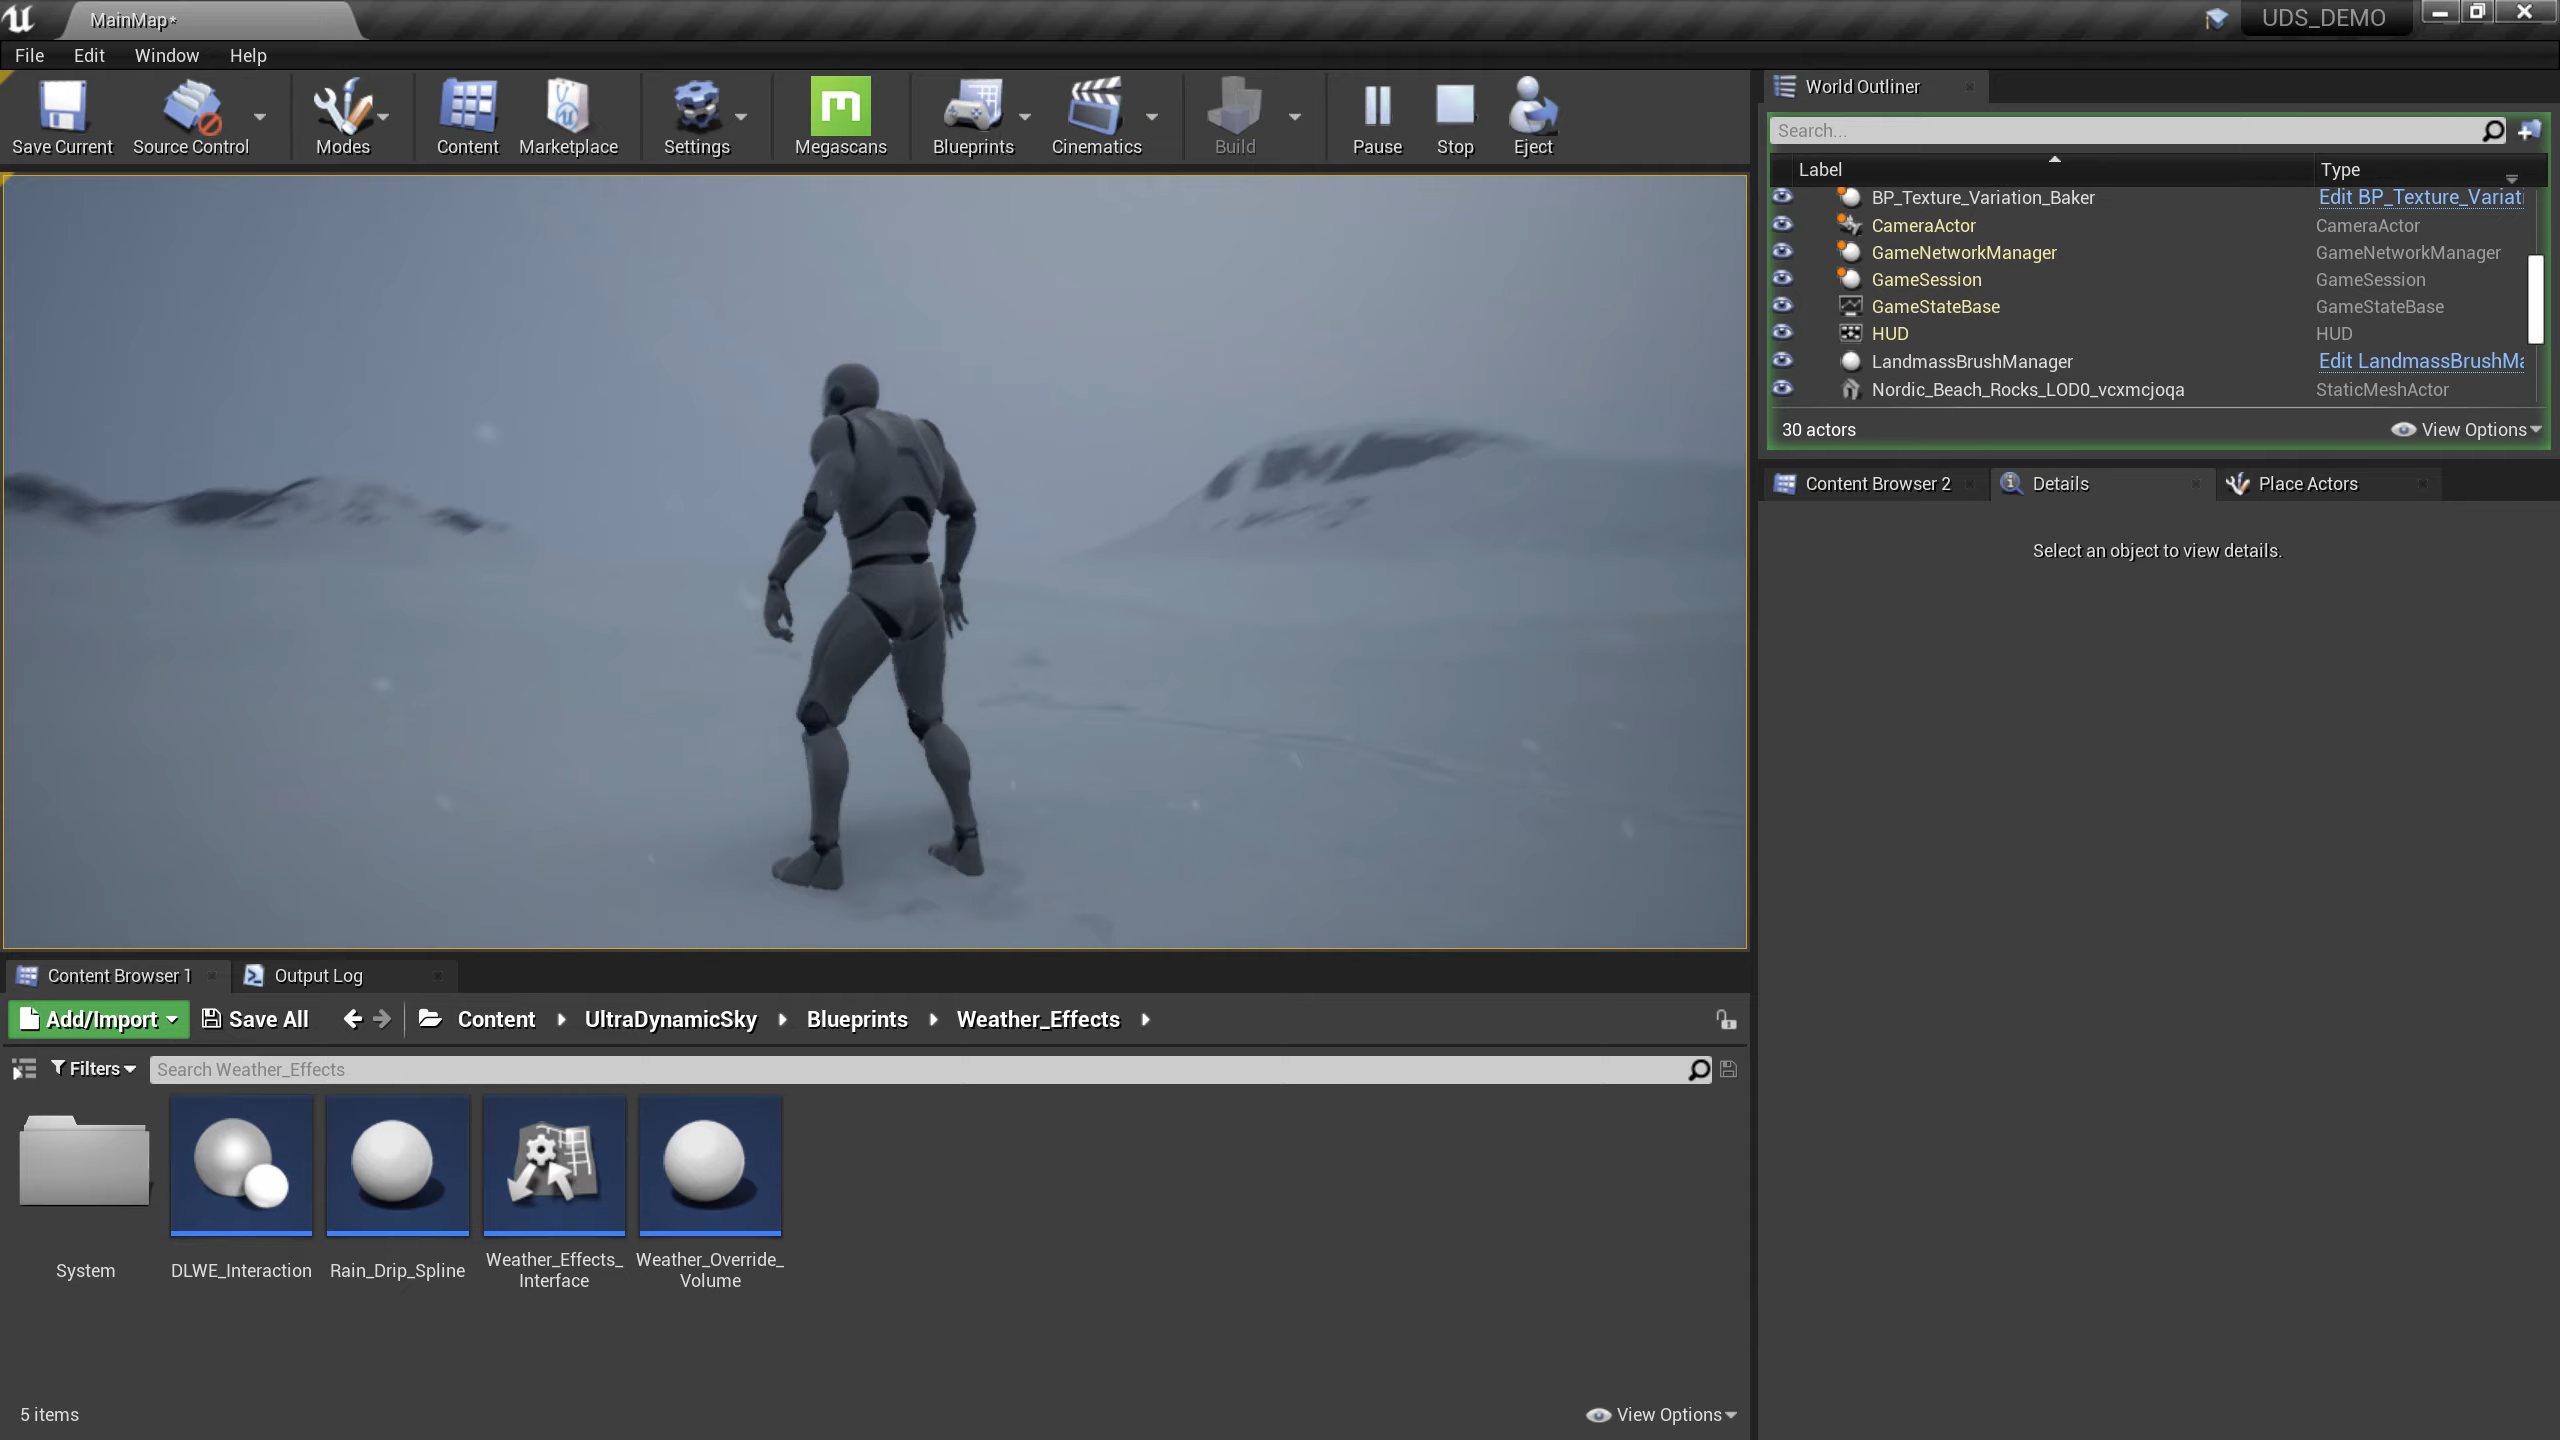 MainMap*
UDS_DEMO
File Edit Window Help
Save Current Source Control Modes Content Marketplace Settings Megascans Blueprints Cinematics Build Pause Stop Eject
World Outliner
Search...
Label Type
BP_Texture_Variation_Baker Edit BP_Texture_Variati
CameraActor CameraActor
GameNetworkManager GameNetworkManager
GameSession GameSession
GameStateBase GameStateBase
HUD HUD
LandmassBrushManager Edit LandmassBrushMa
Nordic_Beach_Rocks_LOD0_vcxmcjoqa StaticMeshActor
30 actors View Options
Content Browser 2 Details Place Actors
Select an object to view details.
Content Browser 1 Output Log
Add/Import Save All Content UltraDynamicSky Blueprints Weather_Effects
Filters Search Weather_Effects
System DLWE_Interaction Rain_Drip_Spline Weather_Effects_
Interface Weather_Override_
Volume
5 items View Options